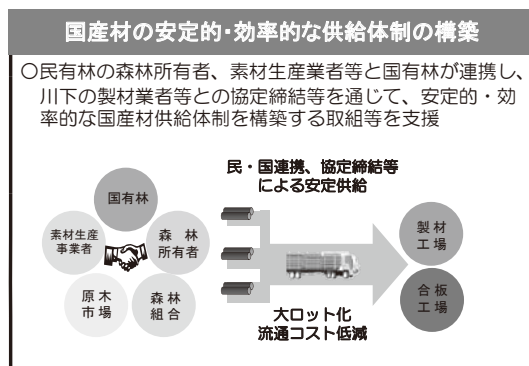 国産材の安定的・効率的な供給体制の構築
○民有林の森林所有者、素材生産業者等と国有林が連携し、
川下の製材業者等との協定締結等を通じて、安定的・効
率的な国産材供給体制を構築する取組等を支援
民・国連携、協定締結等
による安定供給
国有林
素材生産
事業者
森 林
所有者
原 木
市 場
森 林
組 合
製 材
工 場
合 板
工 場
大ロット化
流通コスト低減